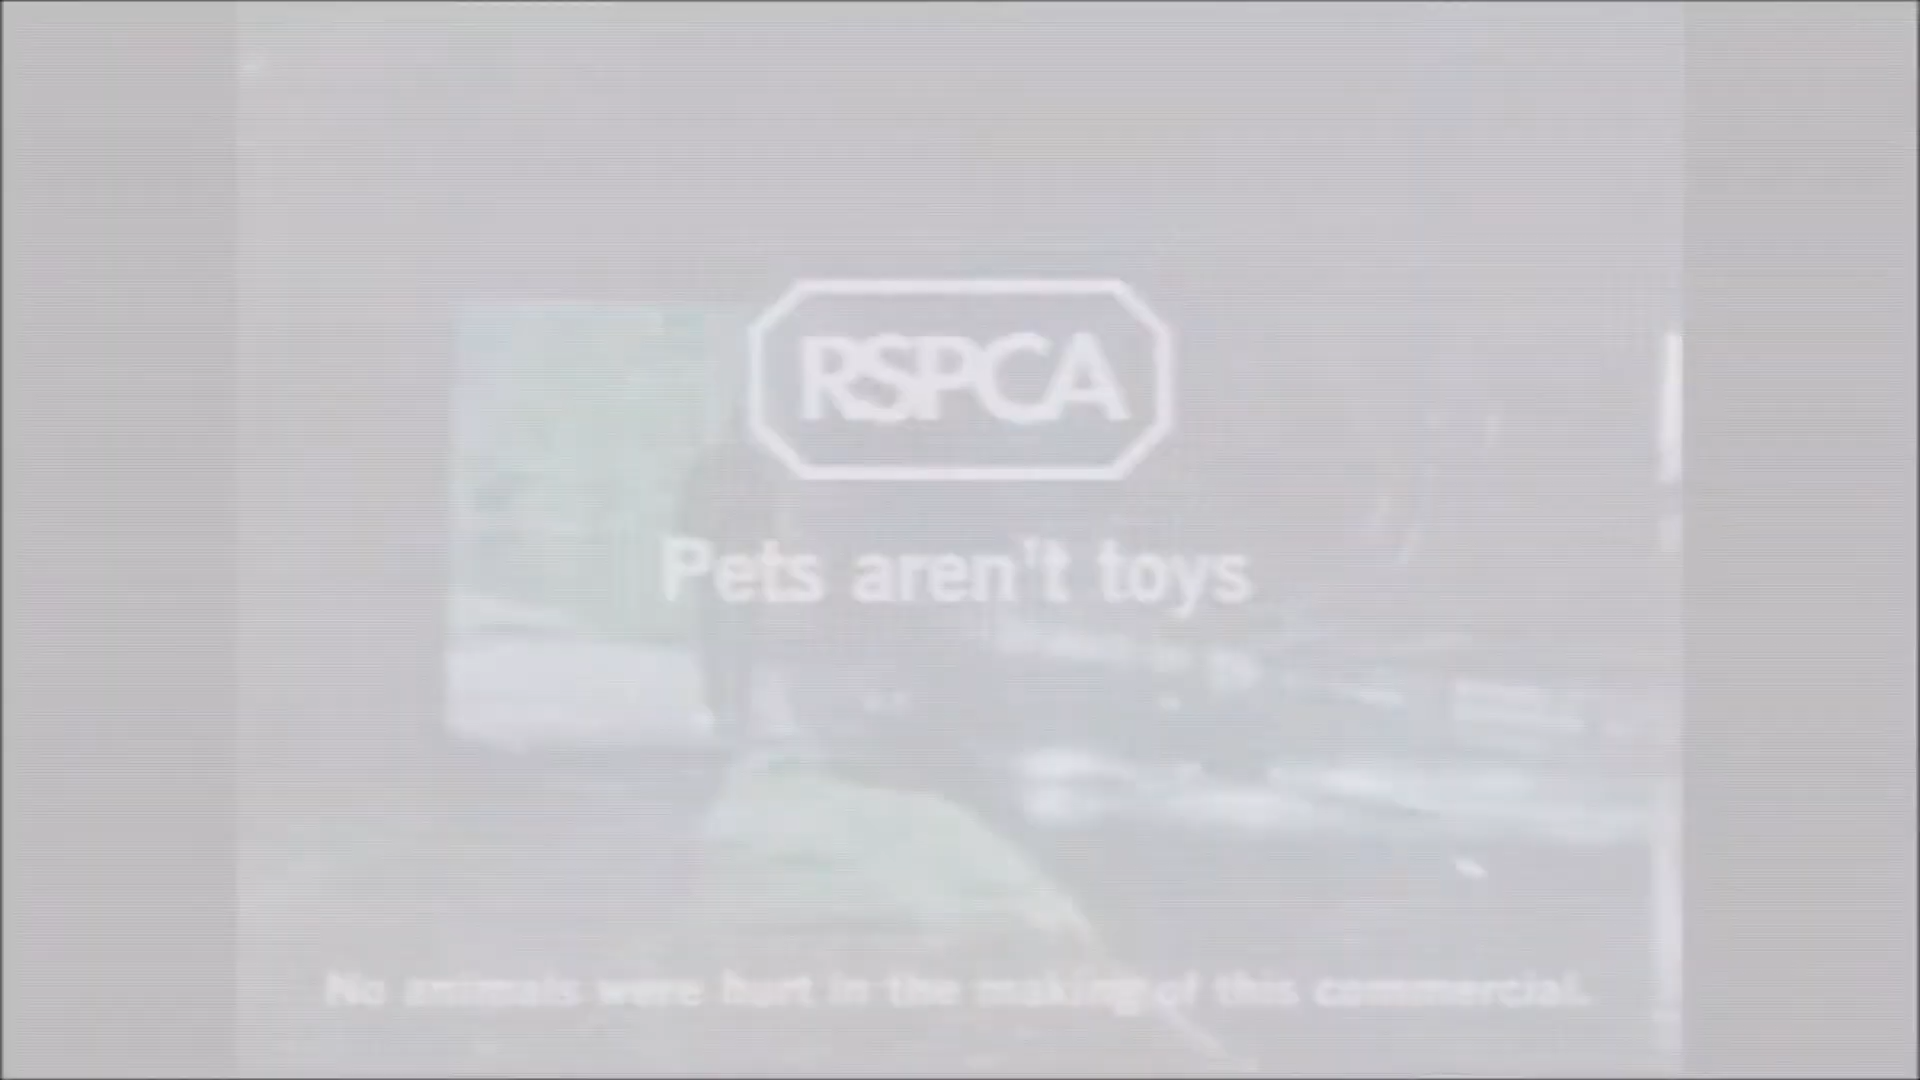 RSPCA
Pets aren't toys
No animals were hurt in the making of this commercial.